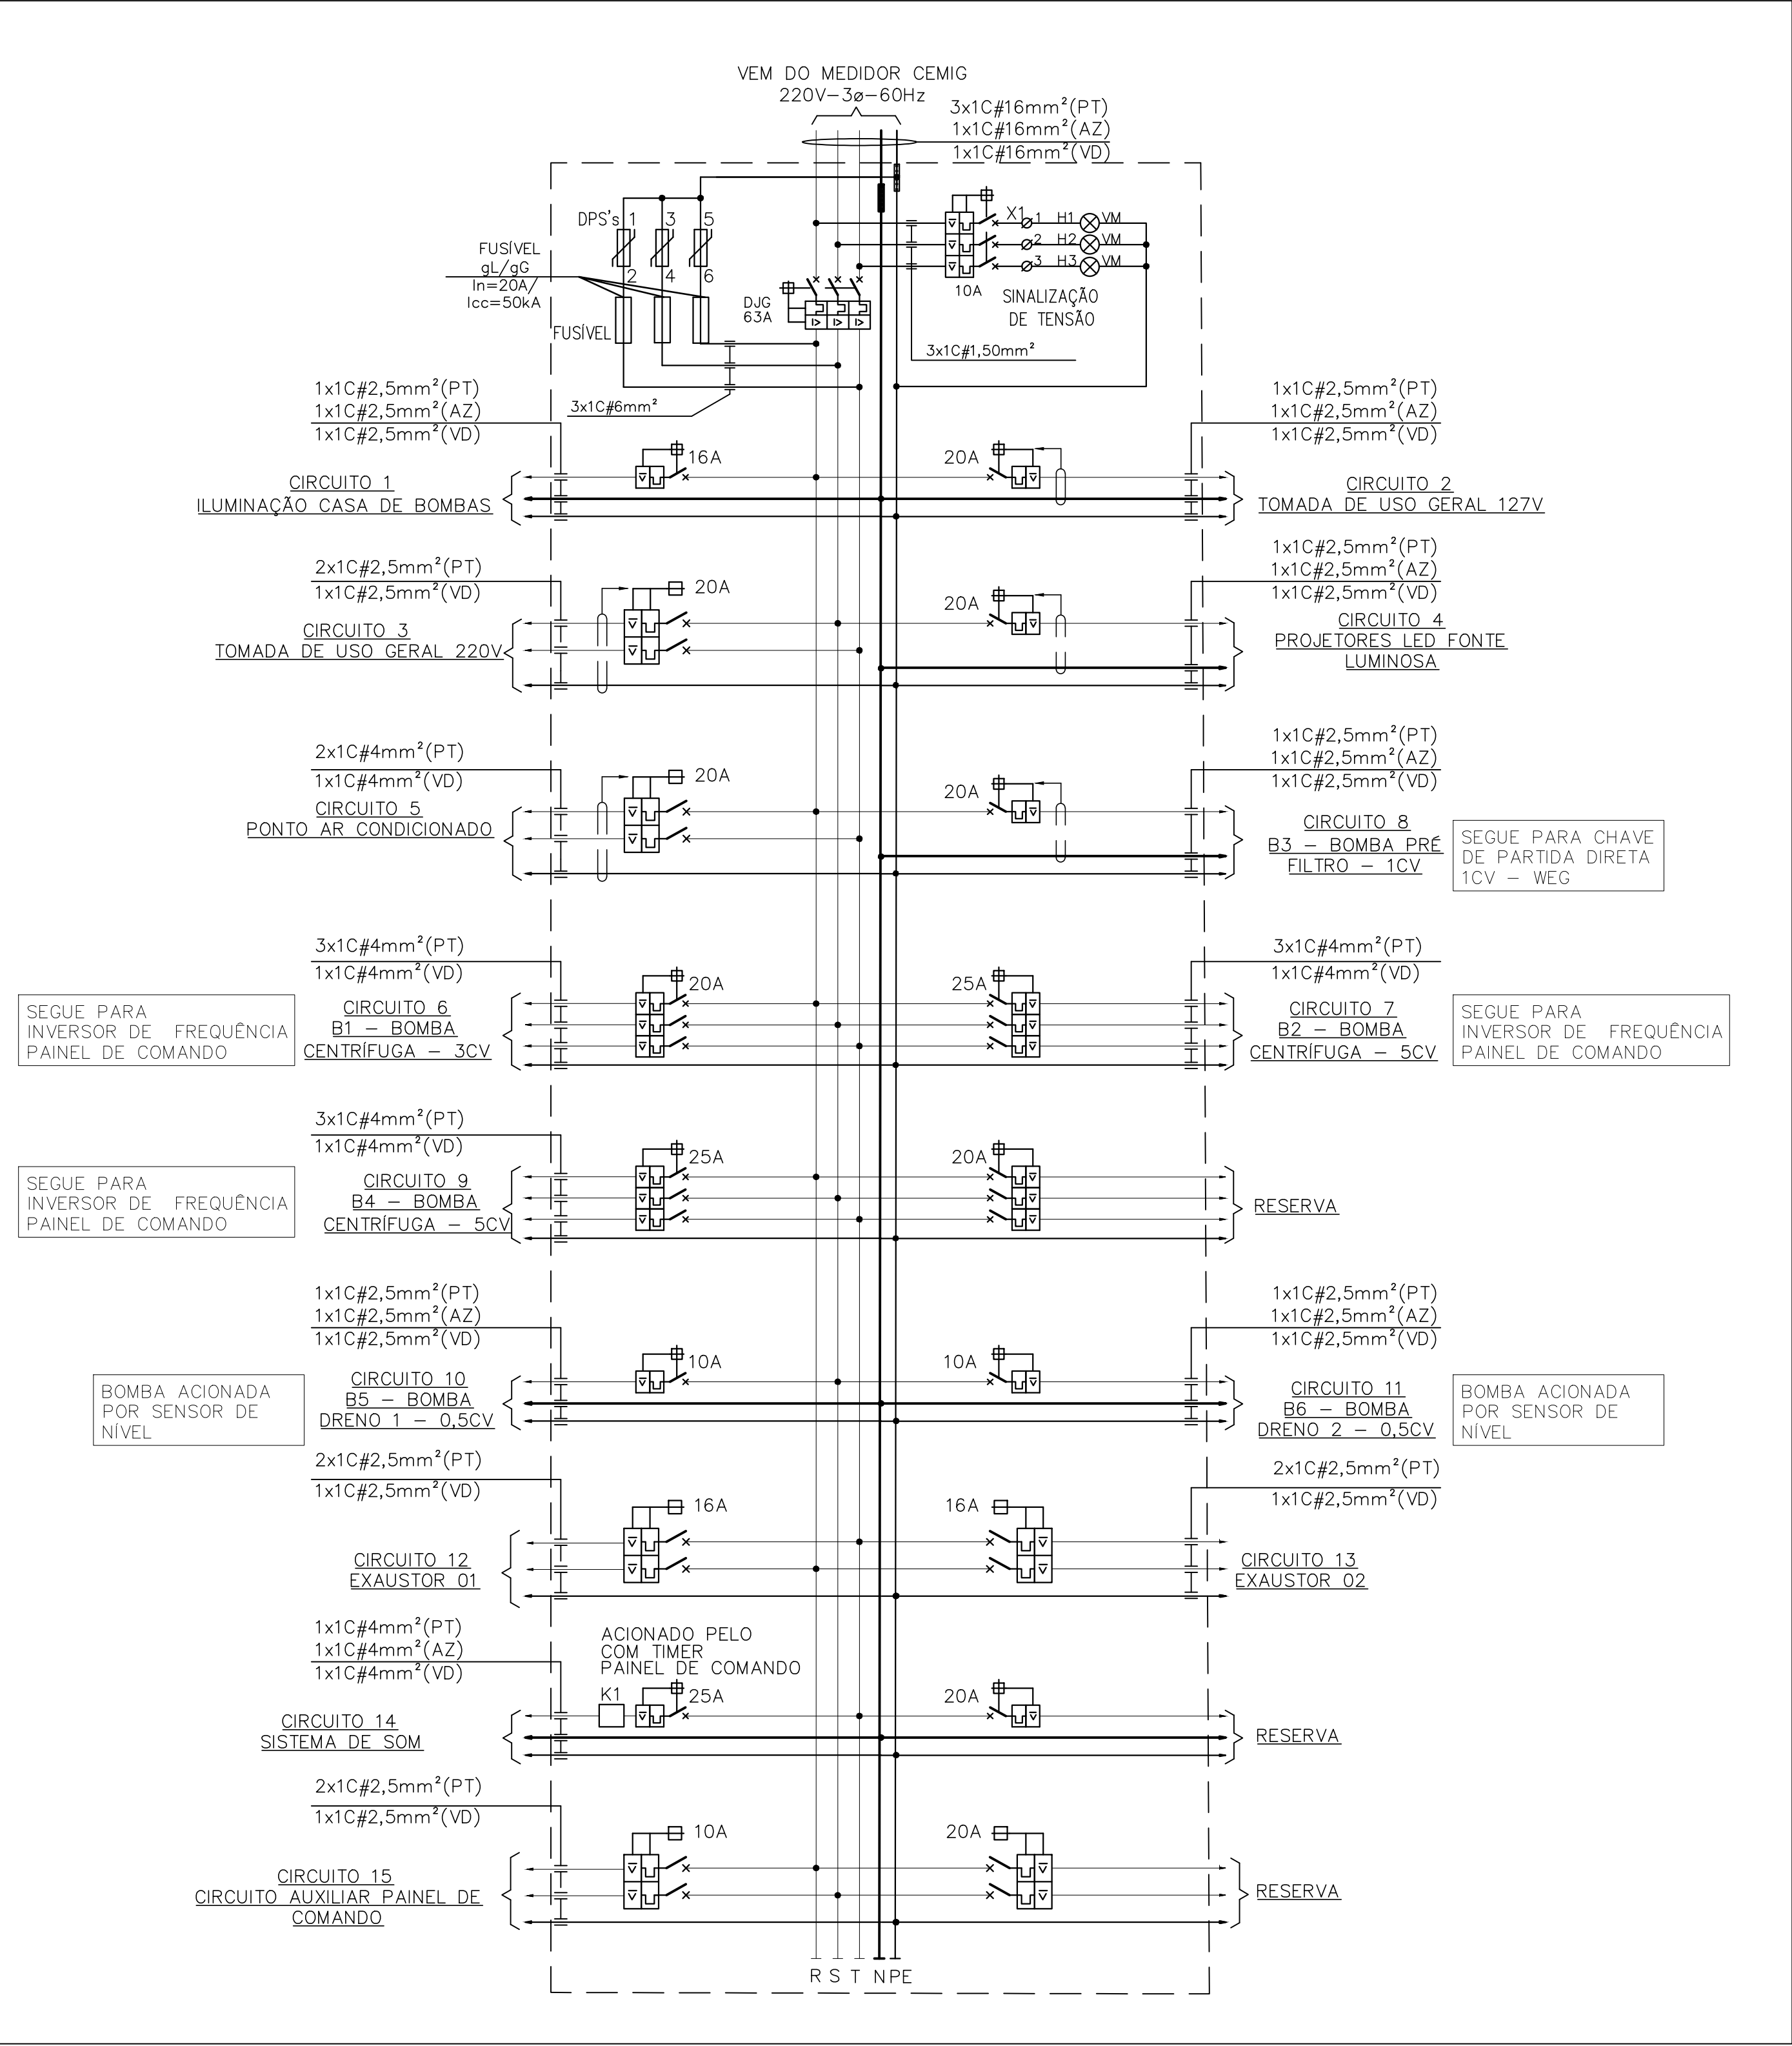 VEM DO MEDIDOR CEMIG
220V-3ø-60Hz
3x1C#16mm²(PT)
1x1C#16mm²(AZ)
1x1C#16mm²(VD)
DPS's
1
3
5
2
4
6
FUSÍVEL
gL/gG
In=20A/
Icc=50kA
FUSÍVEL
DJG
63A
X1
1 H1 VM
2 H2 VM
3 H3 VM
10A
SINALIZAÇÃO
DE TENSÃO
3x1C#1,50mm²
3x1C#6mm²
1x1C#2,5mm²(PT)
1x1C#2,5mm²(AZ)
1x1C#2,5mm²(VD)
16A
CIRCUITO 1
ILUMINAÇÃO CASA DE BOMBAS
1x1C#2,5mm²(PT)
1x1C#2,5mm²(AZ)
1x1C#2,5mm²(VD)
20A
CIRCUITO 2
TOMADA DE USO GERAL 127V
2x1C#2,5mm²(PT)
1x1C#2,5mm²(VD)
20A
CIRCUITO 3
TOMADA DE USO GERAL 220V
1x1C#2,5mm²(PT)
1x1C#2,5mm²(AZ)
1x1C#2,5mm²(VD)
20A
CIRCUITO 4
PROJETORES LED FONTE
LUMINOSA
2x1C#4mm²(PT)
1x1C#4mm²(VD)
20A
CIRCUITO 5
PONTO AR CONDICIONADO
1x1C#2,5mm²(PT)
1x1C#2,5mm²(AZ)
1x1C#2,5mm²(VD)
20A
CIRCUITO 8
B3 - BOMBA PRÉ
FILTRO - 1CV
SEGUE PARA CHAVE
DE PARTIDA DIRETA
1CV - WEG
3x1C#4mm²(PT)
1x1C#4mm²(VD)
20A
SEGUE PARA
INVERSOR DE FREQUÊNCIA
PAINEL DE COMANDO
CIRCUITO 6
B1 - BOMBA
CENTRÍFUGA - 3CV
3x1C#4mm²(PT)
1x1C#4mm²(VD)
25A
CIRCUITO 7
B2 - BOMBA
CENTRÍFUGA - 5CV
SEGUE PARA
INVERSOR DE FREQUÊNCIA
PAINEL DE COMANDO
3x1C#4mm²(PT)
1x1C#4mm²(VD)
25A
SEGUE PARA
INVERSOR DE FREQUÊNCIA
PAINEL DE COMANDO
CIRCUITO 9
B4 - BOMBA
CENTRÍFUGA - 5CV
20A
RESERVA
1x1C#2,5mm²(PT)
1x1C#2,5mm²(AZ)
1x1C#2,5mm²(VD)
10A
BOMBA ACIONADA
POR SENSOR DE
NÍVEL
CIRCUITO 10
B5 - BOMBA
DRENO 1 - 0,5CV
1x1C#2,5mm²(PT)
1x1C#2,5mm²(AZ)
1x1C#2,5mm²(VD)
10A
CIRCUITO 11
B6 - BOMBA
DRENO 2 - 0,5CV
BOMBA ACIONADA
POR SENSOR DE
NÍVEL
2x1C#2,5mm²(PT)
1x1C#2,5mm²(VD)
16A
CIRCUITO 12
EXAUSTOR 01
2x1C#2,5mm²(PT)
1x1C#2,5mm²(VD)
16A
CIRCUITO 13
EXAUSTOR 02
1x1C#4mm²(PT)
1x1C#4mm²(AZ)
1x1C#4mm²(VD)
ACIONADO PELO
COM TIMER
PAINEL DE COMANDO
K1
25A
CIRCUITO 14
SISTEMA DE SOM
20A
RESERVA
2x1C#2,5mm²(PT)
1x1C#2,5mm²(VD)
10A
CIRCUITO 15
CIRCUITO AUXILIAR PAINEL DE
COMANDO
20A
RESERVA
R S T N PE